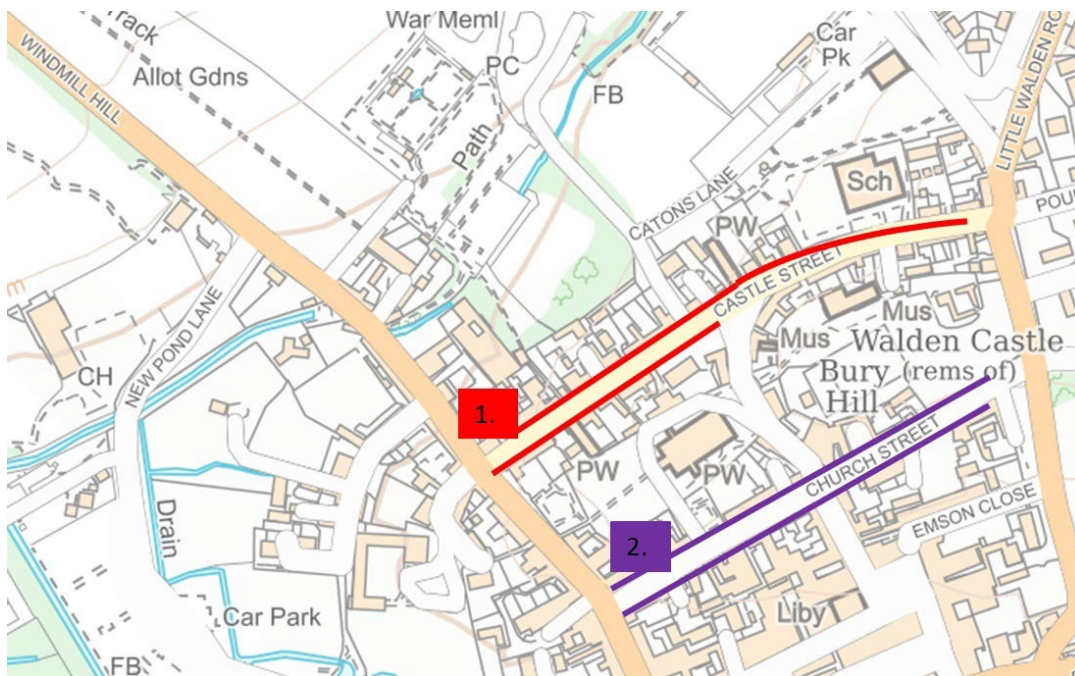 War Meml
Track
Car
Pk
WINDMILL HILL
PC
Allot Gdns
FB
LITTLE WALDEN RO
Path
CATONS LANE
Sch
PW
POUL
CASTLE STREET
NEW POND LANE
Mus
Mus
Walden Castle
CH
Bury (rems of)
Hill
1.
PW
PW
CHURCH STREET
Drain
EMSON CLOSE
2.
Liby
Car Park
FB